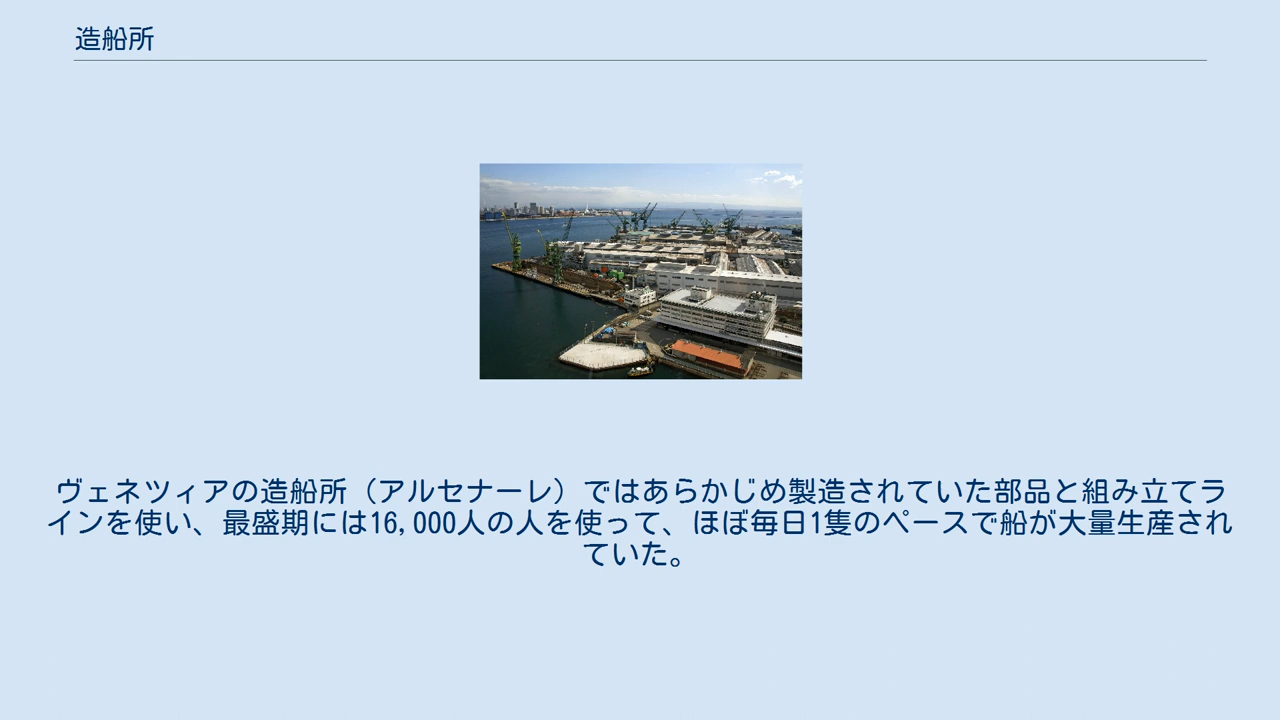 造船所
ヴェネツィアの造船所（アルセナーレ）ではあらかじめ製造されていた部品と組み立てラ
インを使い、最盛期には16,000人の人を使って、ほぼ毎日1隻のペースで船が大量生産され
ていた。